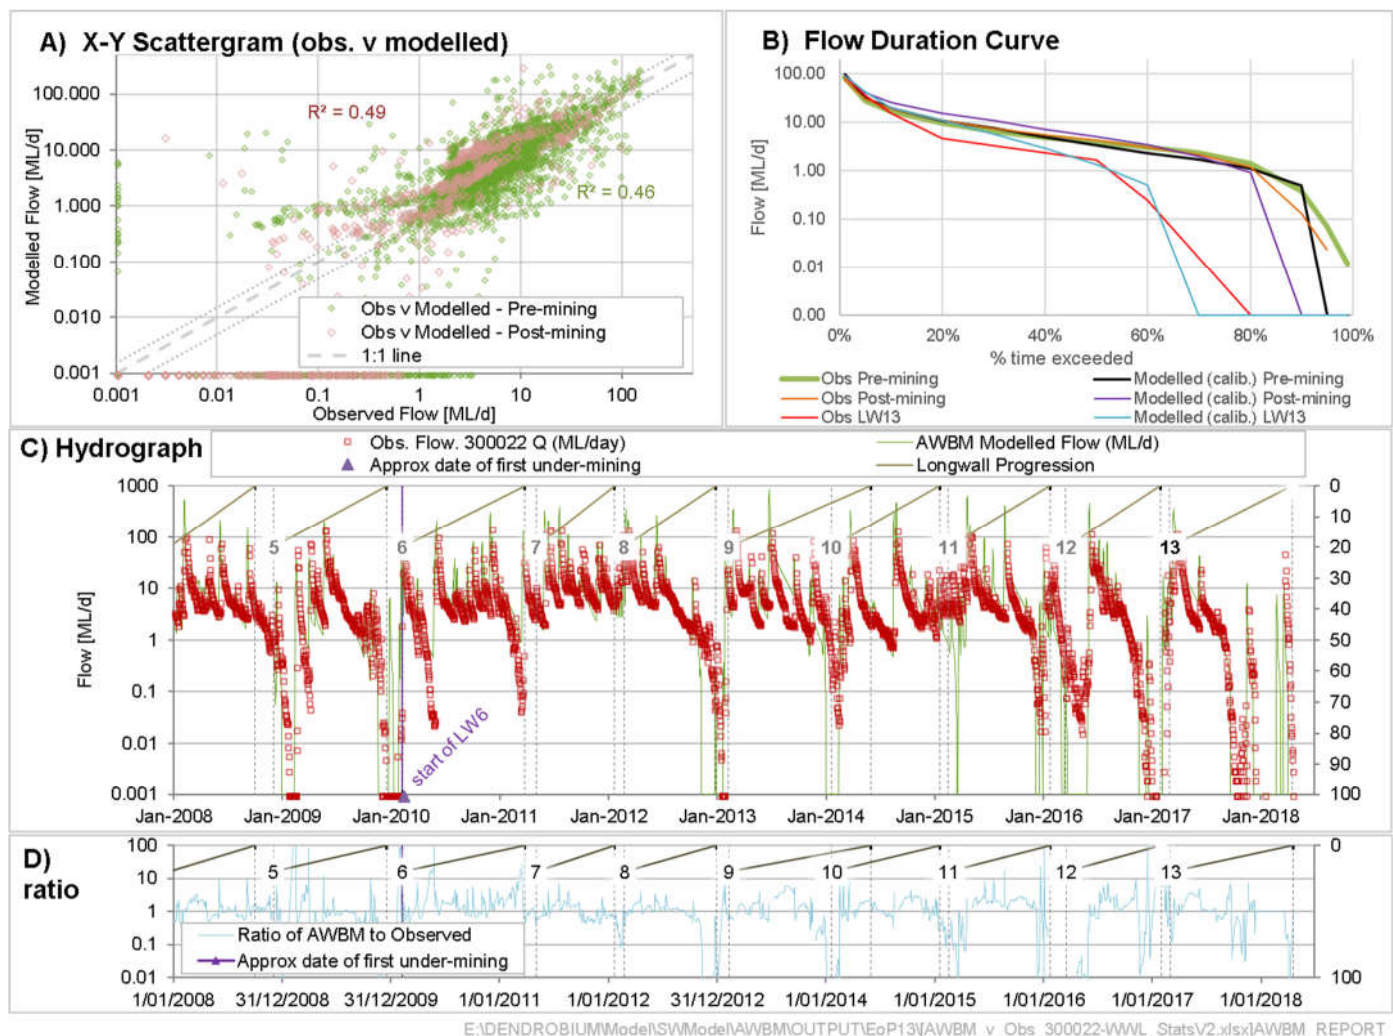 A) X-Y Scattergram (obs. v modelled)
100.000
10.000
1.000
0.100
0.010
0.001
Modelled Flow [ML/d]
R² = 0.49
R² = 0.46
Obs v Modelled - Pre-mining
Obs v Modelled - Post-mining
1:1 line
0.001 0.01 0.1 1 10 100
Observed Flow [ML/d]
B) Flow Duration Curve
100.00
10.00
1.00
0.10
0.01
0.00
Flow [ML/d]
0% 20% 40% 60% 80% 100%
% time exceeded
Obs Pre-mining
Modelled (calib.) Pre-mining
Obs Post-mining
Modelled (calib.) Post-mining
Obs LW13
Modelled (calib.) LW13
C) Hydrograph
Obs. Flow. 300022 Q (ML/day)
AWBM Modelled Flow (ML/d)
Approx date of first under-mining
Longwall Progression
1000
100
10
1
0.1
0.01
0.001
Flow [ML/d]
5 6 7 8 9 10 11 12 13
start of LW6
0
10
20
30
40
50
60
70
80
90
100
Jan-2008 Jan-2009 Jan-2010 Jan-2011 Jan-2012 Jan-2013 Jan-2014 Jan-2015 Jan-2016 Jan-2017 Jan-2018
D)
ratio
100
10
1
0.1
0.01
5 6 7 8 9 10 11 12 13
0
100
Ratio of AWBM to Observed
Approx date of first under-mining
1/01/2008 31/12/2008 31/12/2009 1/01/2011 1/01/2012 31/12/2012 1/01/2014 1/01/2015 1/01/2016 1/01/2017 1/01/2018
E:\DENDROBIUM\Model\SWModel\AWBM\OUTPUT\EoP13\[AWBM_v_Obs_300022-WWL_StatsV2.xlsx]AWBM_REPORT